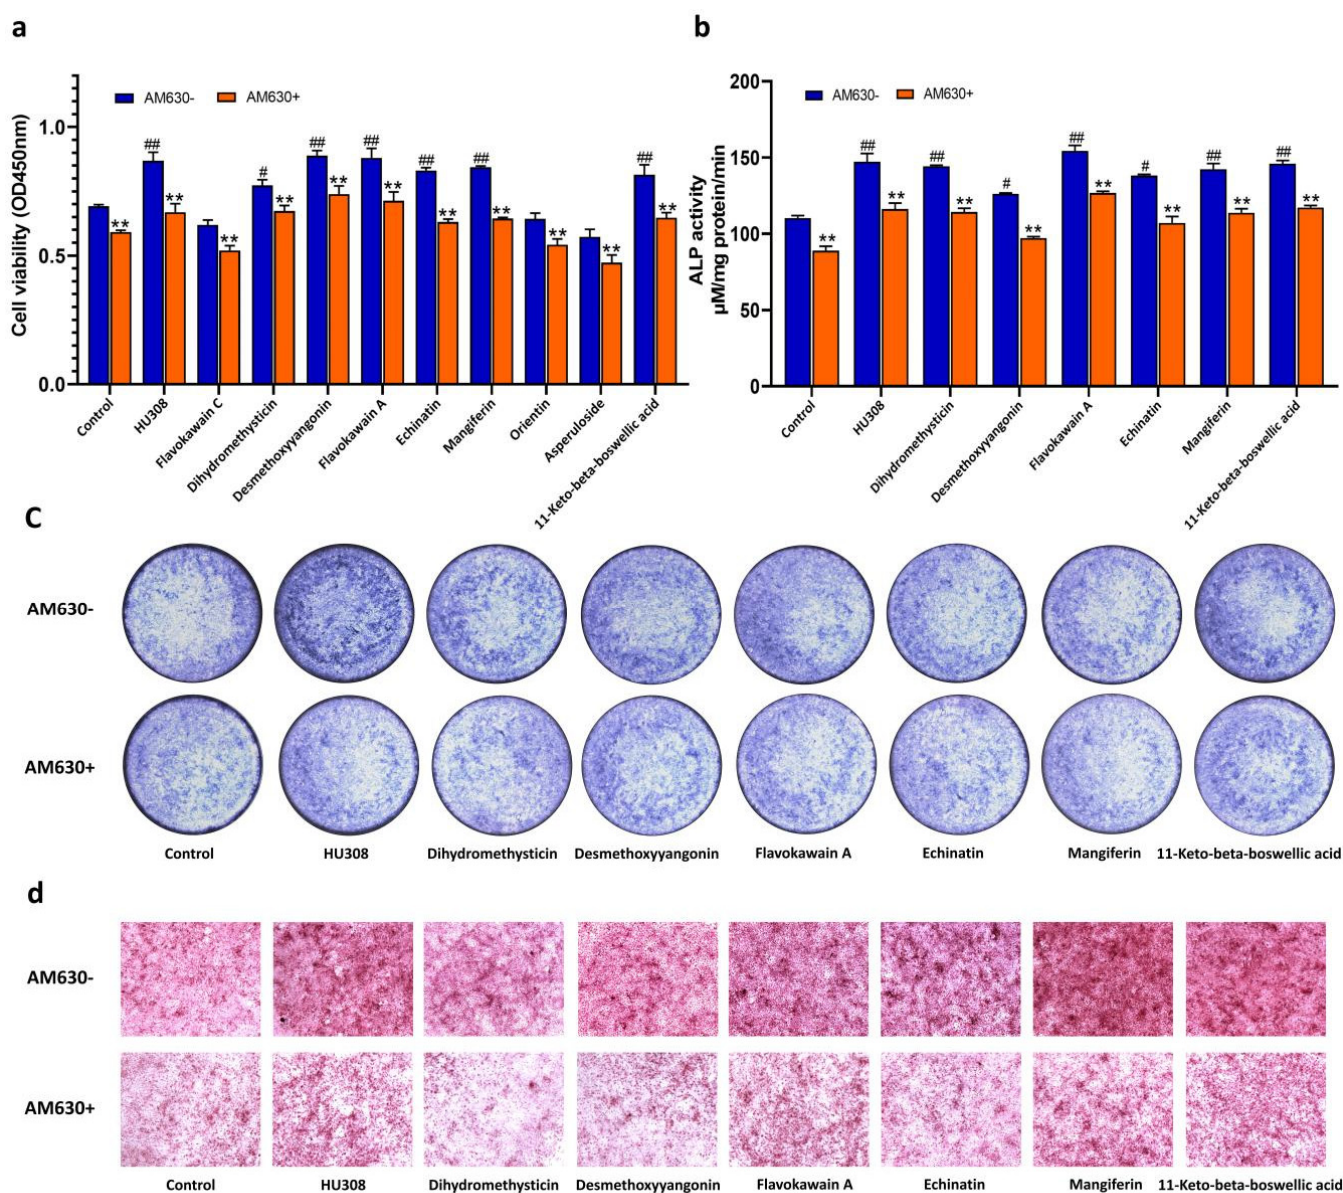 a
Cell viability (OD450nm)
AM630-
AM630+
1.0
0.5
0.0
##
**
#
Control
HU308
Flavokawain C
Dihydromethysticin
Desmethoxyyangonin
Flavokawain A
Echinatin
Mangiferin
Orientin
Asperuloside
11-Keto-beta-boswellic acid
b
ALP activity
μM/mg protein/min
AM630-
AM630+
200
150
100
50
0
##
**
#
Control
HU308
Dihydromethysticin
Desmethoxyyangonin
Flavokawain A
Echinatin
Mangiferin
11-Keto-beta-boswellic acid
C
AM630-
AM630+
Control HU308 Dihydromethysticin Desmethoxyyangonin Flavokawain A Echinatin Mangiferin 11-Keto-beta-boswellic acid
d
AM630-
AM630+
Control HU308 Dihydromethysticin Desmethoxyyangonin Flavokawain A Echinatin Mangiferin 11-Keto-beta-boswellic acid